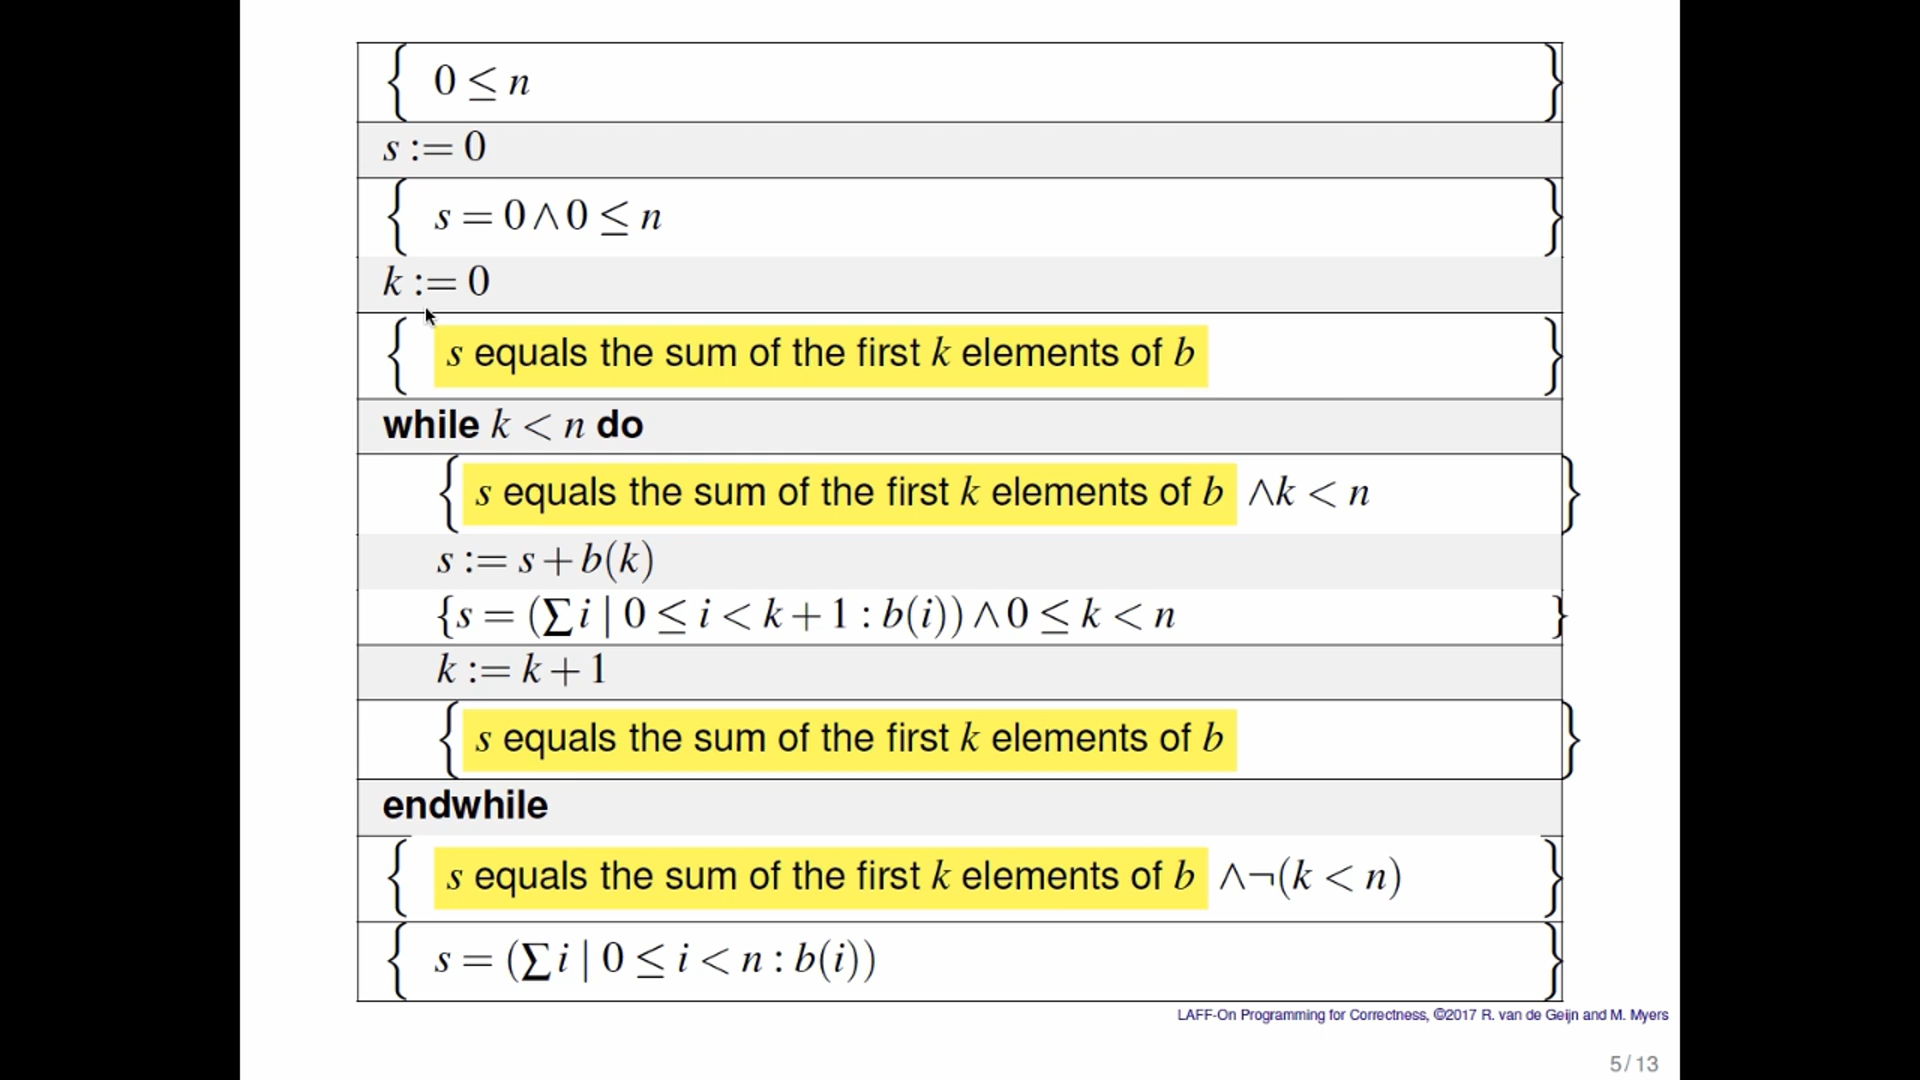 { 0 ≤ n }
s := 0
{ s = 0 ∧ 0 ≤ n }
k := 0
{ s equals the sum of the first k elements of b }
while k < n do
{ s equals the sum of the first k elements of b ∧ k < n }
s := s + b(k)
{ s = (∑ i | 0 ≤ i < k + 1 : b(i)) ∧ 0 ≤ k < n }
k := k + 1
{ s equals the sum of the first k elements of b }
endwhile
{ s equals the sum of the first k elements of b ∧ ¬(k < n) }
{ s = (∑ i | 0 ≤ i < n : b(i)) }
LAFF-On Programming for Correctness, ©2017 R. van de Geijn and M. Myers
5/13